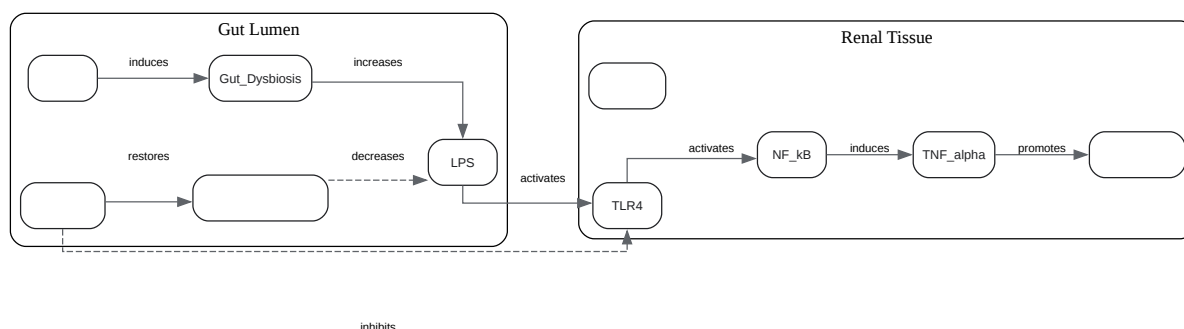 Gut Lumen
Renal Tissue
induces
increases
Gut_Dysbiosis
restores
decreases
LPS
activates
activates
induces
promotes
NF_kB
TNF_alpha
TLR4
inhibits